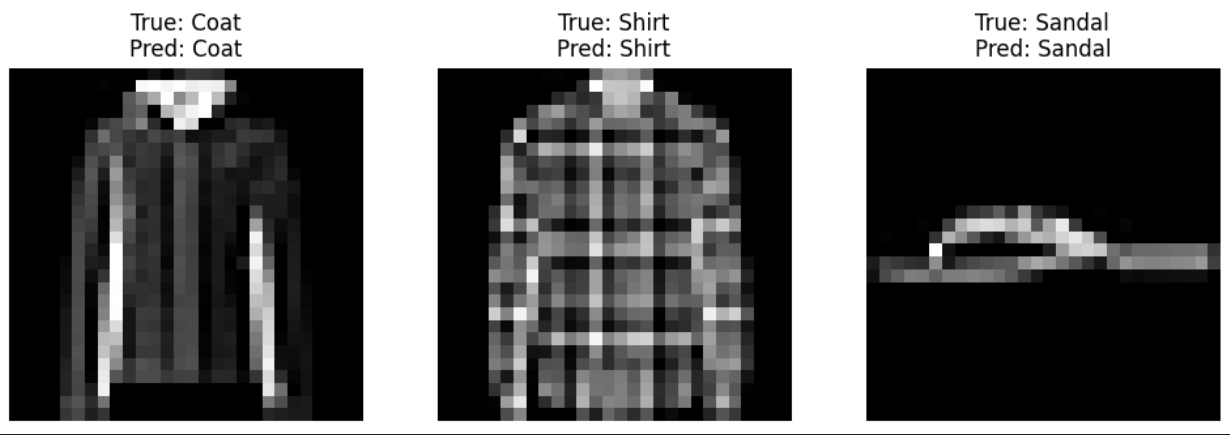 True: Coat
Pred: Coat
True: Shirt
Pred: Shirt
True: Sandal
Pred: Sandal